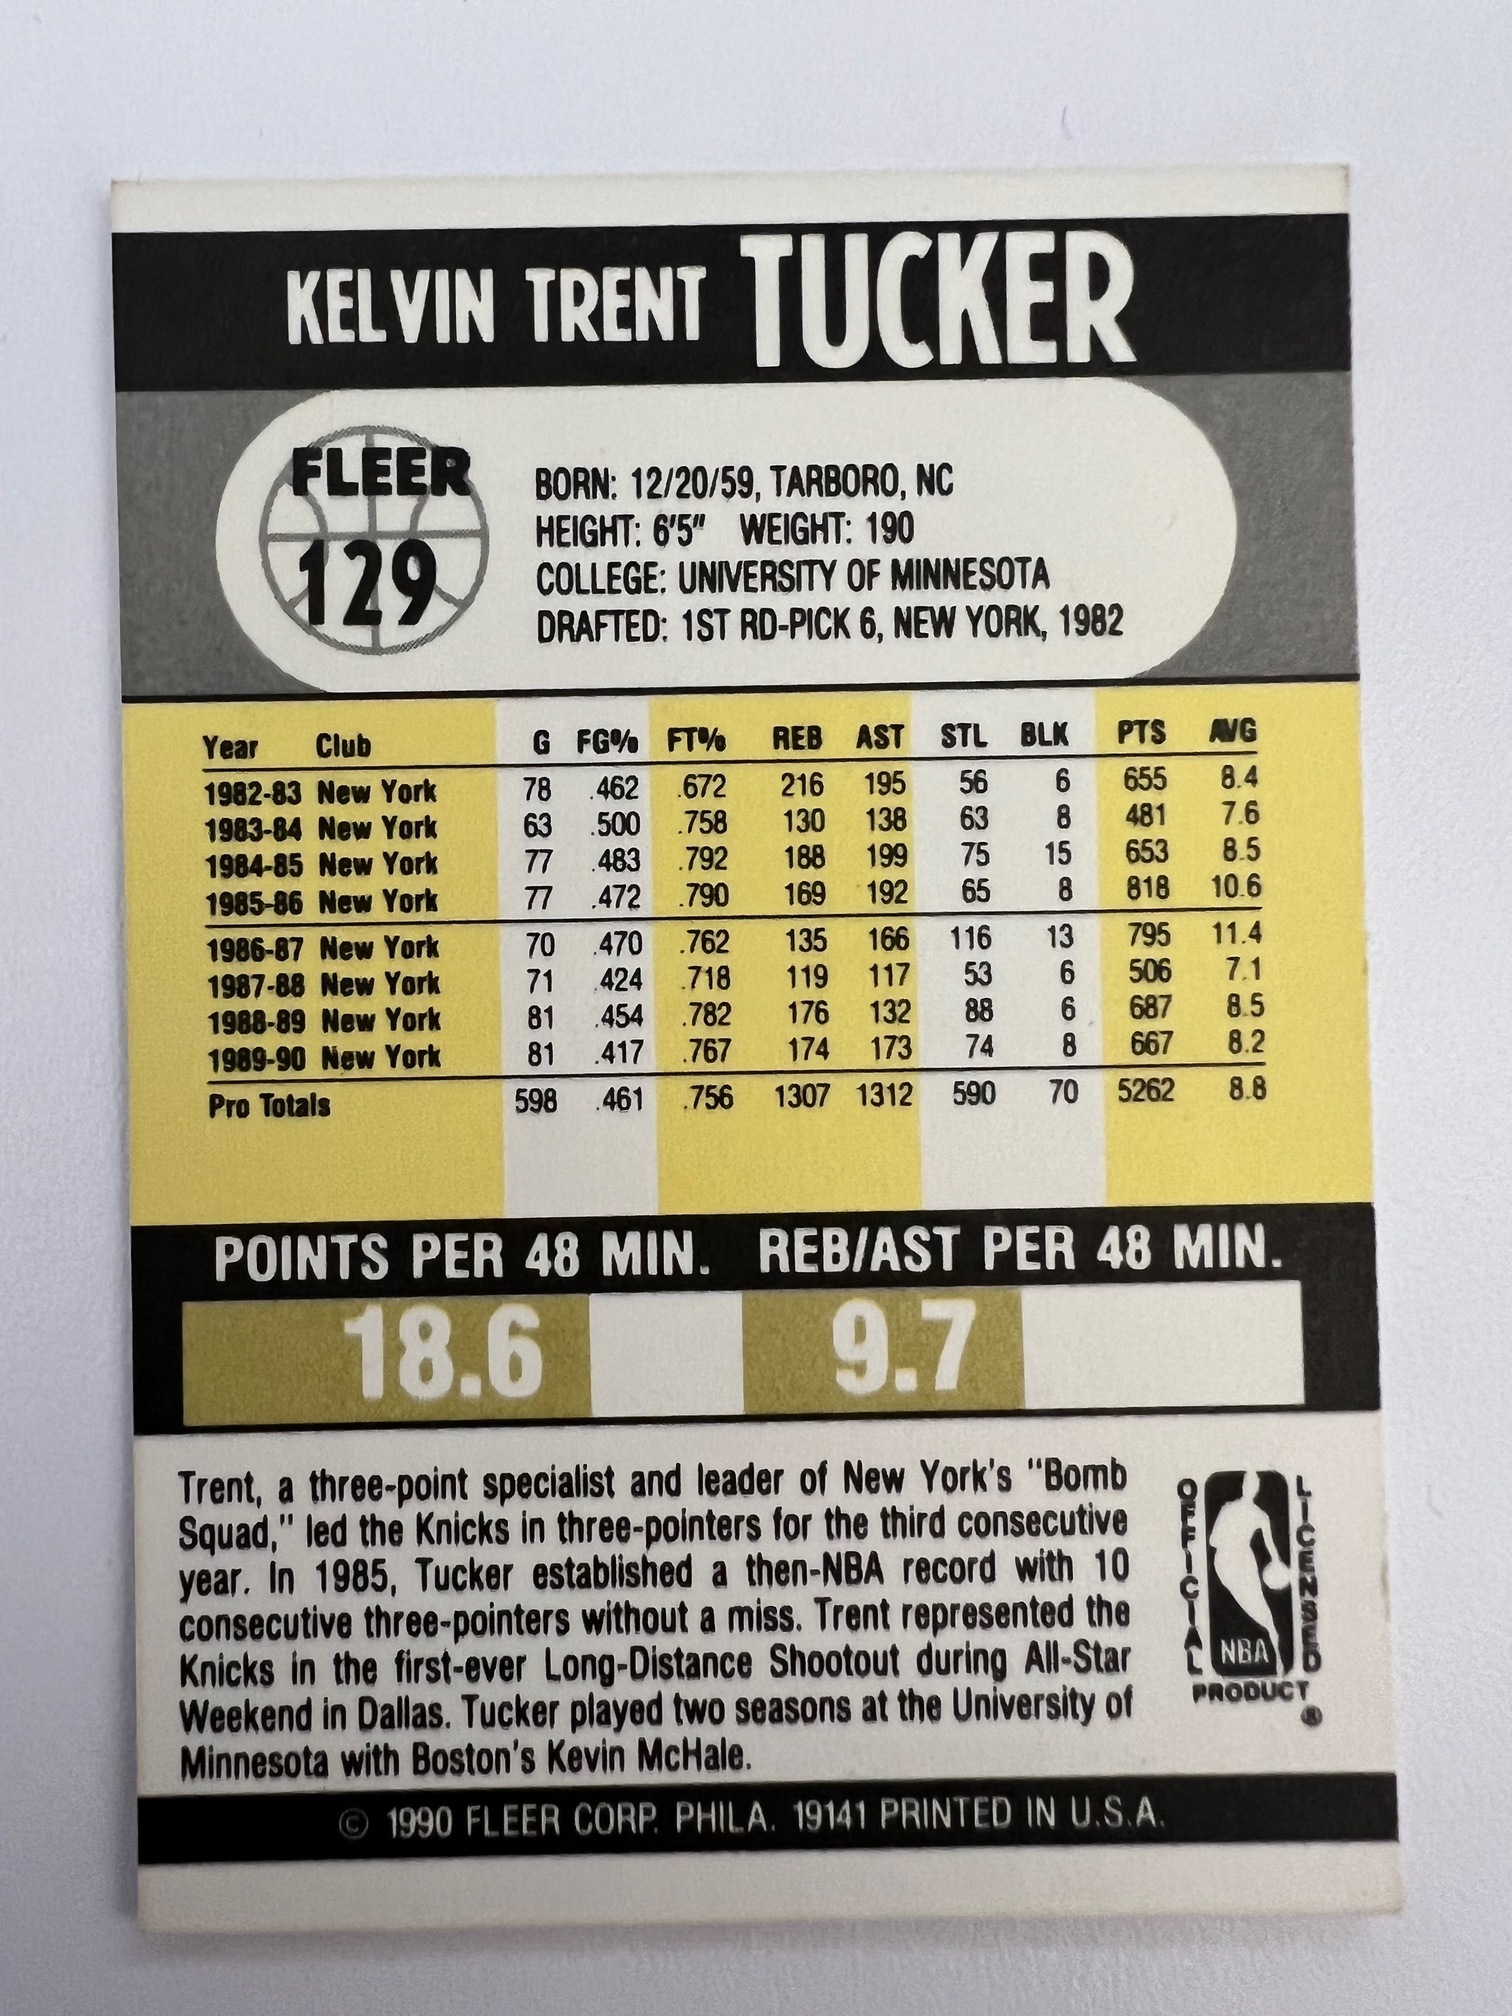 KELVIN TRENT TUCKER
FLEER
129
BORN: 12/20/59, TARBORO, NC
HEIGHT: 6'5" WEIGHT: 190
COLLEGE: UNIVERSITY OF MINNESOTA
DRAFTED: 1ST RD-PICK 6, NEW YORK, 1982
Year Club G FG% FT% REB AST STL BLK PTS AVG
1982-83 New York 78 .462 .672 216 195 56 6 655 8.4
1983-84 New York 63 .500 .758 130 138 63 8 481 7.6
1984-85 New York 77 .483 .792 188 199 75 15 653 8.5
1985-86 New York 77 .472 .790 169 192 65 8 818 10.6
1986-87 New York 70 .470 .762 135 166 116 13 795 11.4
1987-88 New York 71 .424 .718 119 117 53 6 506 7.1
1988-89 New York 81 .454 .782 176 132 88 6 687 8.5
1989-90 New York 81 .417 .767 174 173 74 8 667 8.2
Pro Totals 598 .461 .756 1307 1312 590 70 5262 8.8
POINTS PER 48 MIN. REB/AST PER 48 MIN.
18.6 9.7
Trent, a three-point specialist and leader of New York's "Bomb
Squad," led the Knicks in three-pointers for the third consecutive
year. In 1985, Tucker established a then-NBA record with 10
consecutive three-pointers without a miss. Trent represented the
Knicks in the first-ever Long-Distance Shootout during All-Star
Weekend in Dallas. Tucker played two seasons at the University of
Minnesota with Boston's Kevin McHale.
OFFICIAL
NBA
LICENSED
PRODUCT
®
© 1990 FLEER CORP. PHILA. 19141 PRINTED IN U.S.A.